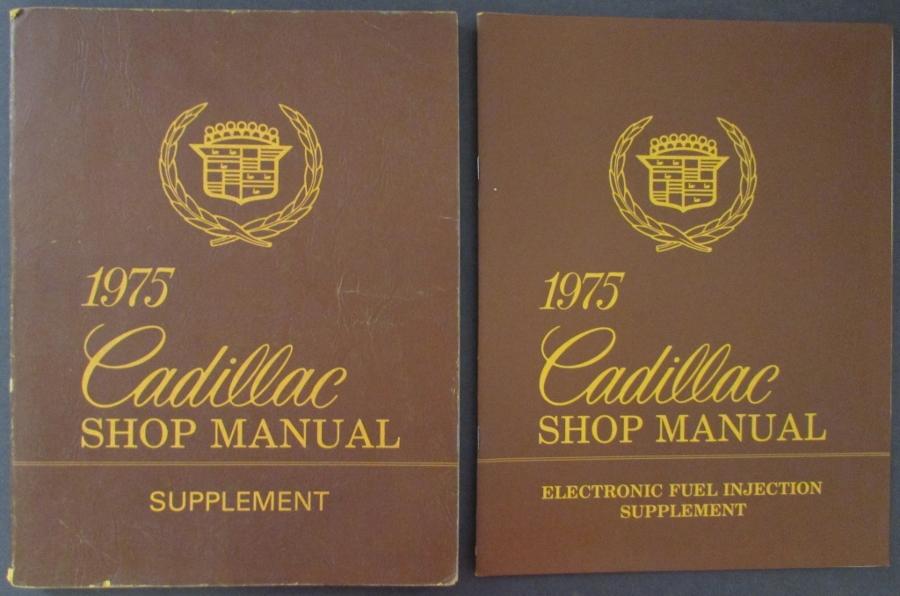 1975
Cadillac
SHOP MANUAL
SUPPLEMENT
1975
Cadillac
SHOP MANUAL
ELECTRONIC FUEL INJECTION
SUPPLEMENT